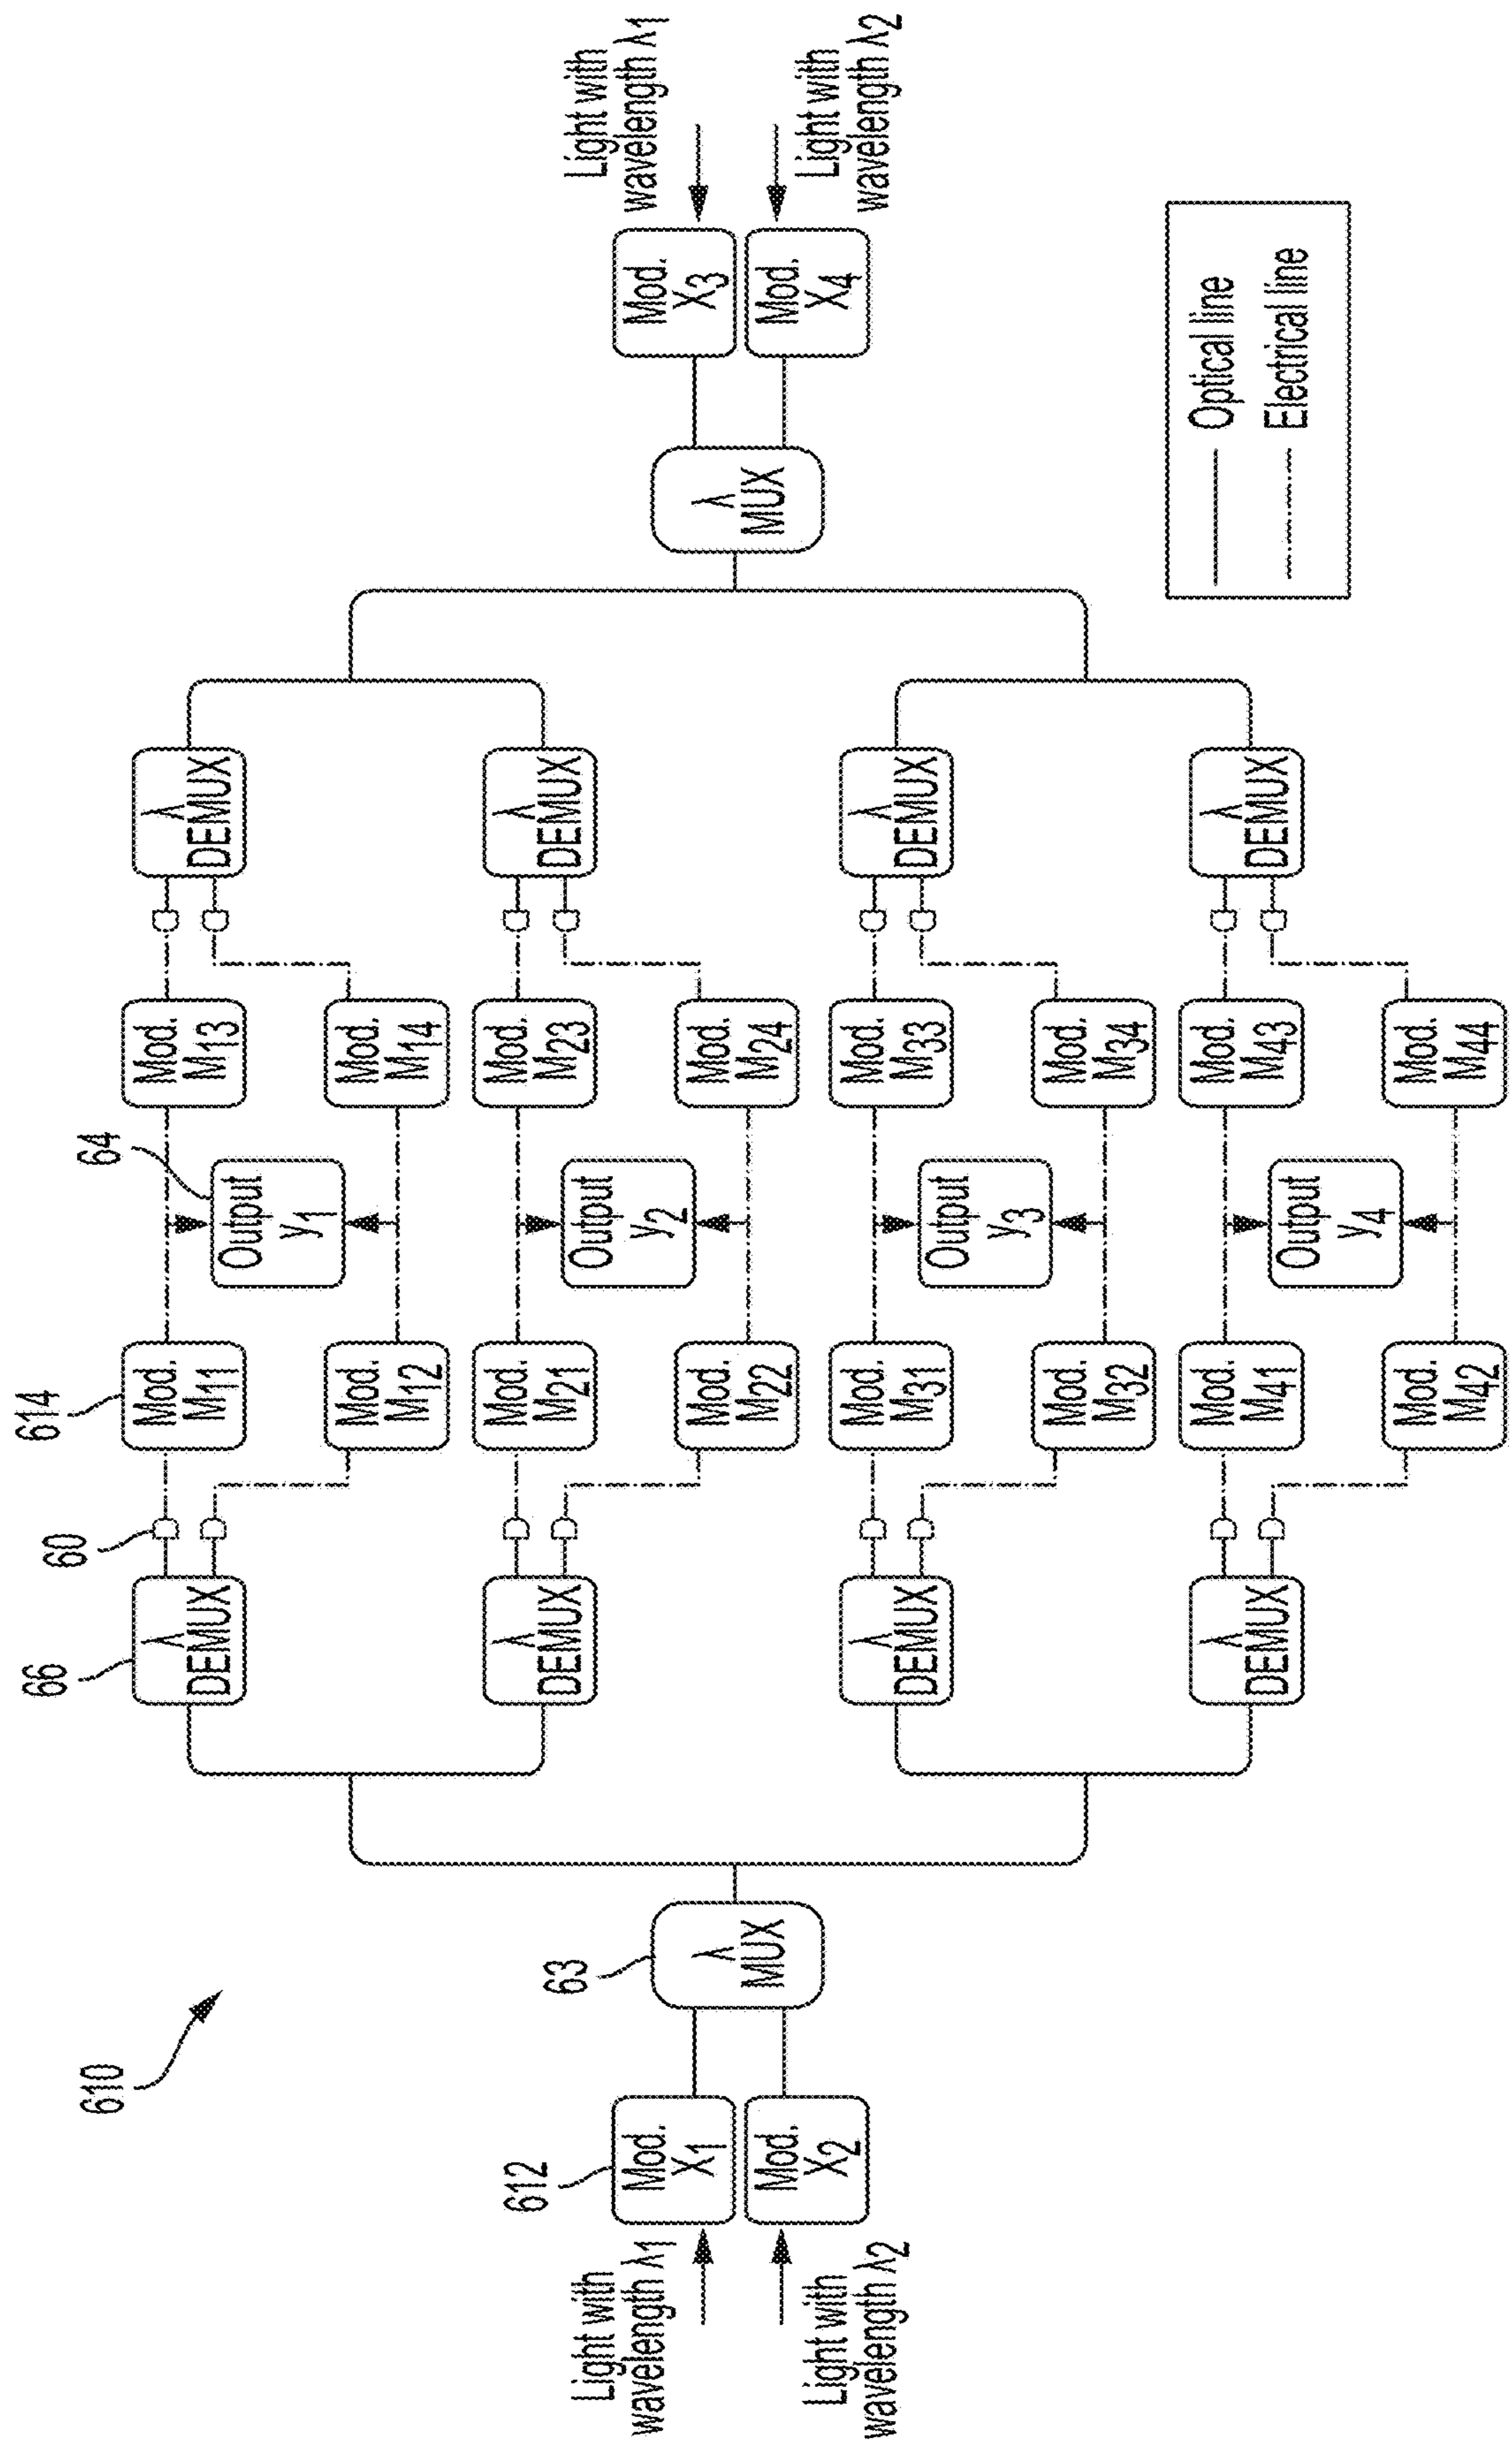 610
66
60
614
64
λ
DEMUX
Mod.
M11
Mod.
M13
λ
DEMUX
Output
y1
Mod.
M12
Mod.
M14
λ
DEMUX
Mod.
M21
Mod.
M23
λ
DEMUX
Output
y2
Mod.
M22
Mod.
M24
612
63
Light with
wavelength λ1
Mod.
X1
Light with
wavelength λ2
Mod.
X2
λ
MUX
λ
MUX
Mod.
X3
Light with
wavelength λ1
Mod.
X4
Light with
wavelength λ2
λ
DEMUX
Mod.
M31
Mod.
M33
λ
DEMUX
Output
y3
Mod.
M32
Mod.
M34
λ
DEMUX
Mod.
M41
Mod.
M43
λ
DEMUX
Output
y4
Mod.
M42
Mod.
M44
Optical line
Electrical line